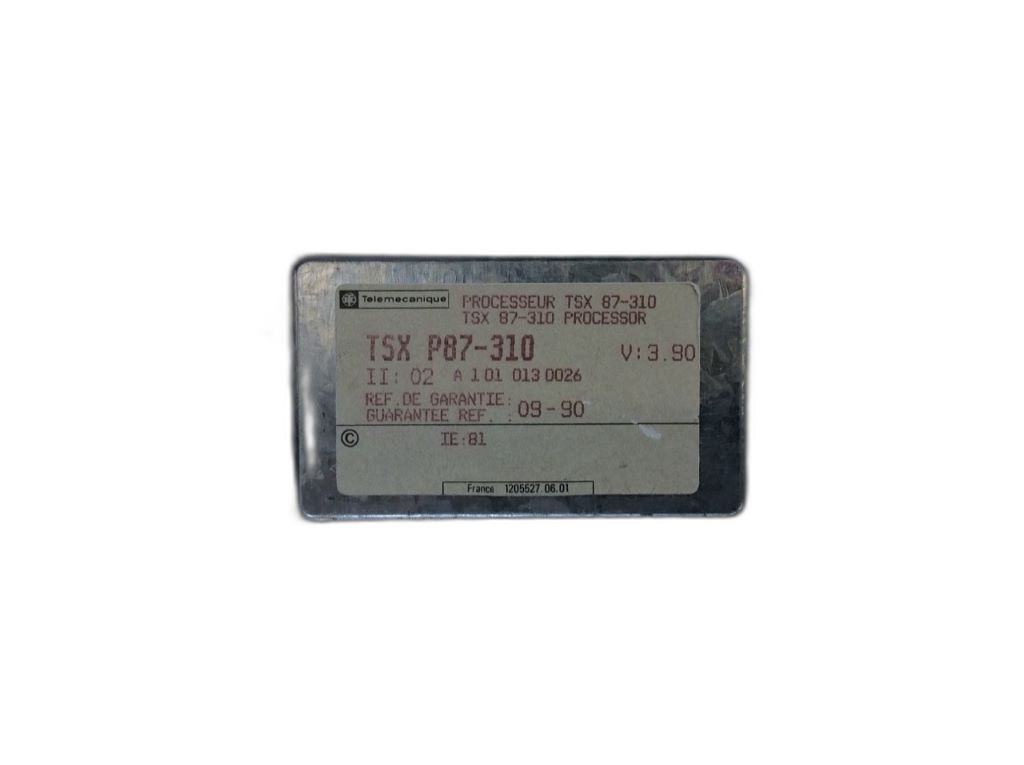 Telemecanique
PROCESSEUR TSX 87-310
TSX 87-310 PROCESSOR
TSX P87-310 V:3.90
II: 02 A 1 01 013 0026
REF.DE GARANTIE:
GUARANTEE REF. : 09-90
© IE:81
France 1205527.06.01